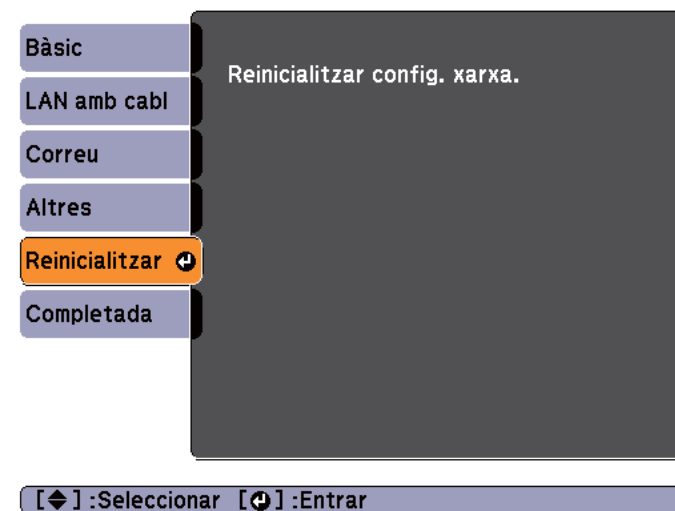 Bàsic
Reinicialitzar config. xarxa.
LAN amb cabl
Correu
Altres
Reinicialitzar
Completada
[ ] :Seleccionar [ ] :Entrar